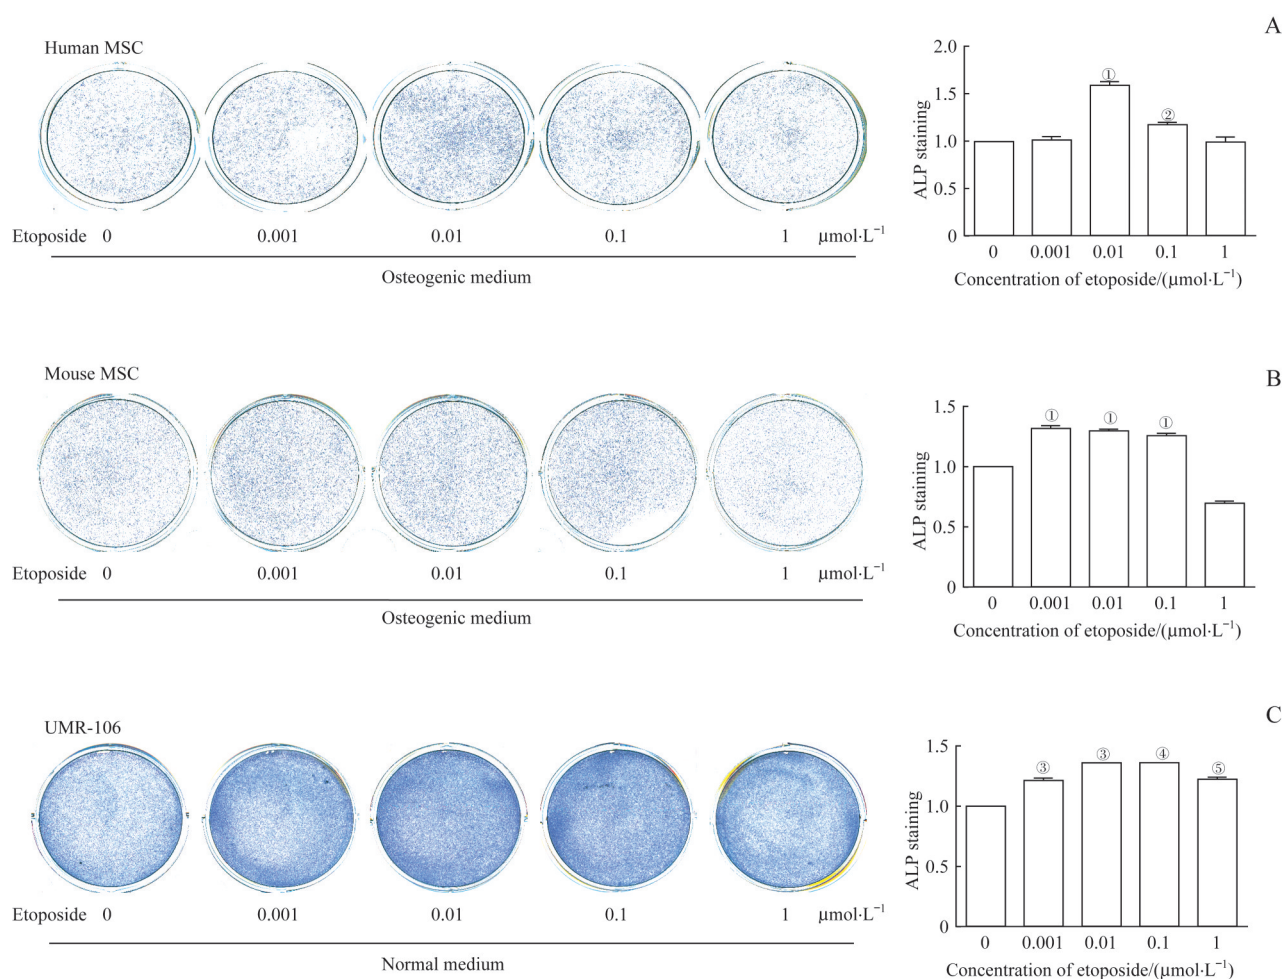 A
Human MSC
Etoposide 0 0.001 0.01 0.1 1 μmol·L⁻¹
Osteogenic medium
2.0
1.5
1.0
0.5
0
ALP staining
①
②
0 0.001 0.01 0.1 1
Concentration of etoposide/(μmol·L⁻¹)
B
Mouse MSC
Etoposide 0 0.001 0.01 0.1 1 μmol·L⁻¹
Osteogenic medium
1.5
1.0
0.5
0
ALP staining
① ① ①
0 0.001 0.01 0.1 1
Concentration of etoposide/(μmol·L⁻¹)
C
UMR-106
Etoposide 0 0.001 0.01 0.1 1 μmol·L⁻¹
Normal medium
1.5
1.0
0.5
0
ALP staining
③ ③ ④ ⑤
0 0.001 0.01 0.1 1
Concentration of etoposide/(μmol·L⁻¹)